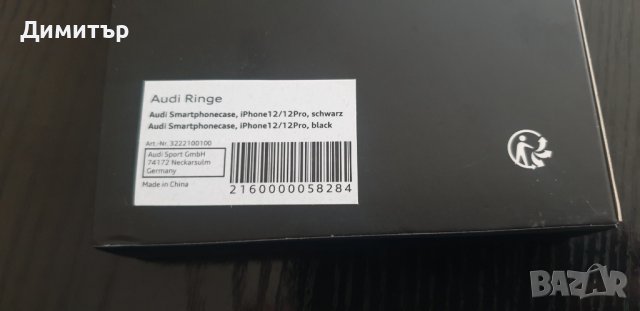 Димитър
Audi Ringe
Audi Smartphonecase, iPhone12/12Pro, schwarz
Audi Smartphonecase, iPhone12/12Pro, black
Art.-Nr. 3222100100
Audi Sport GmbH
74172 Neckarsulm
Germany
Made in China
2160000058284
BAZAR